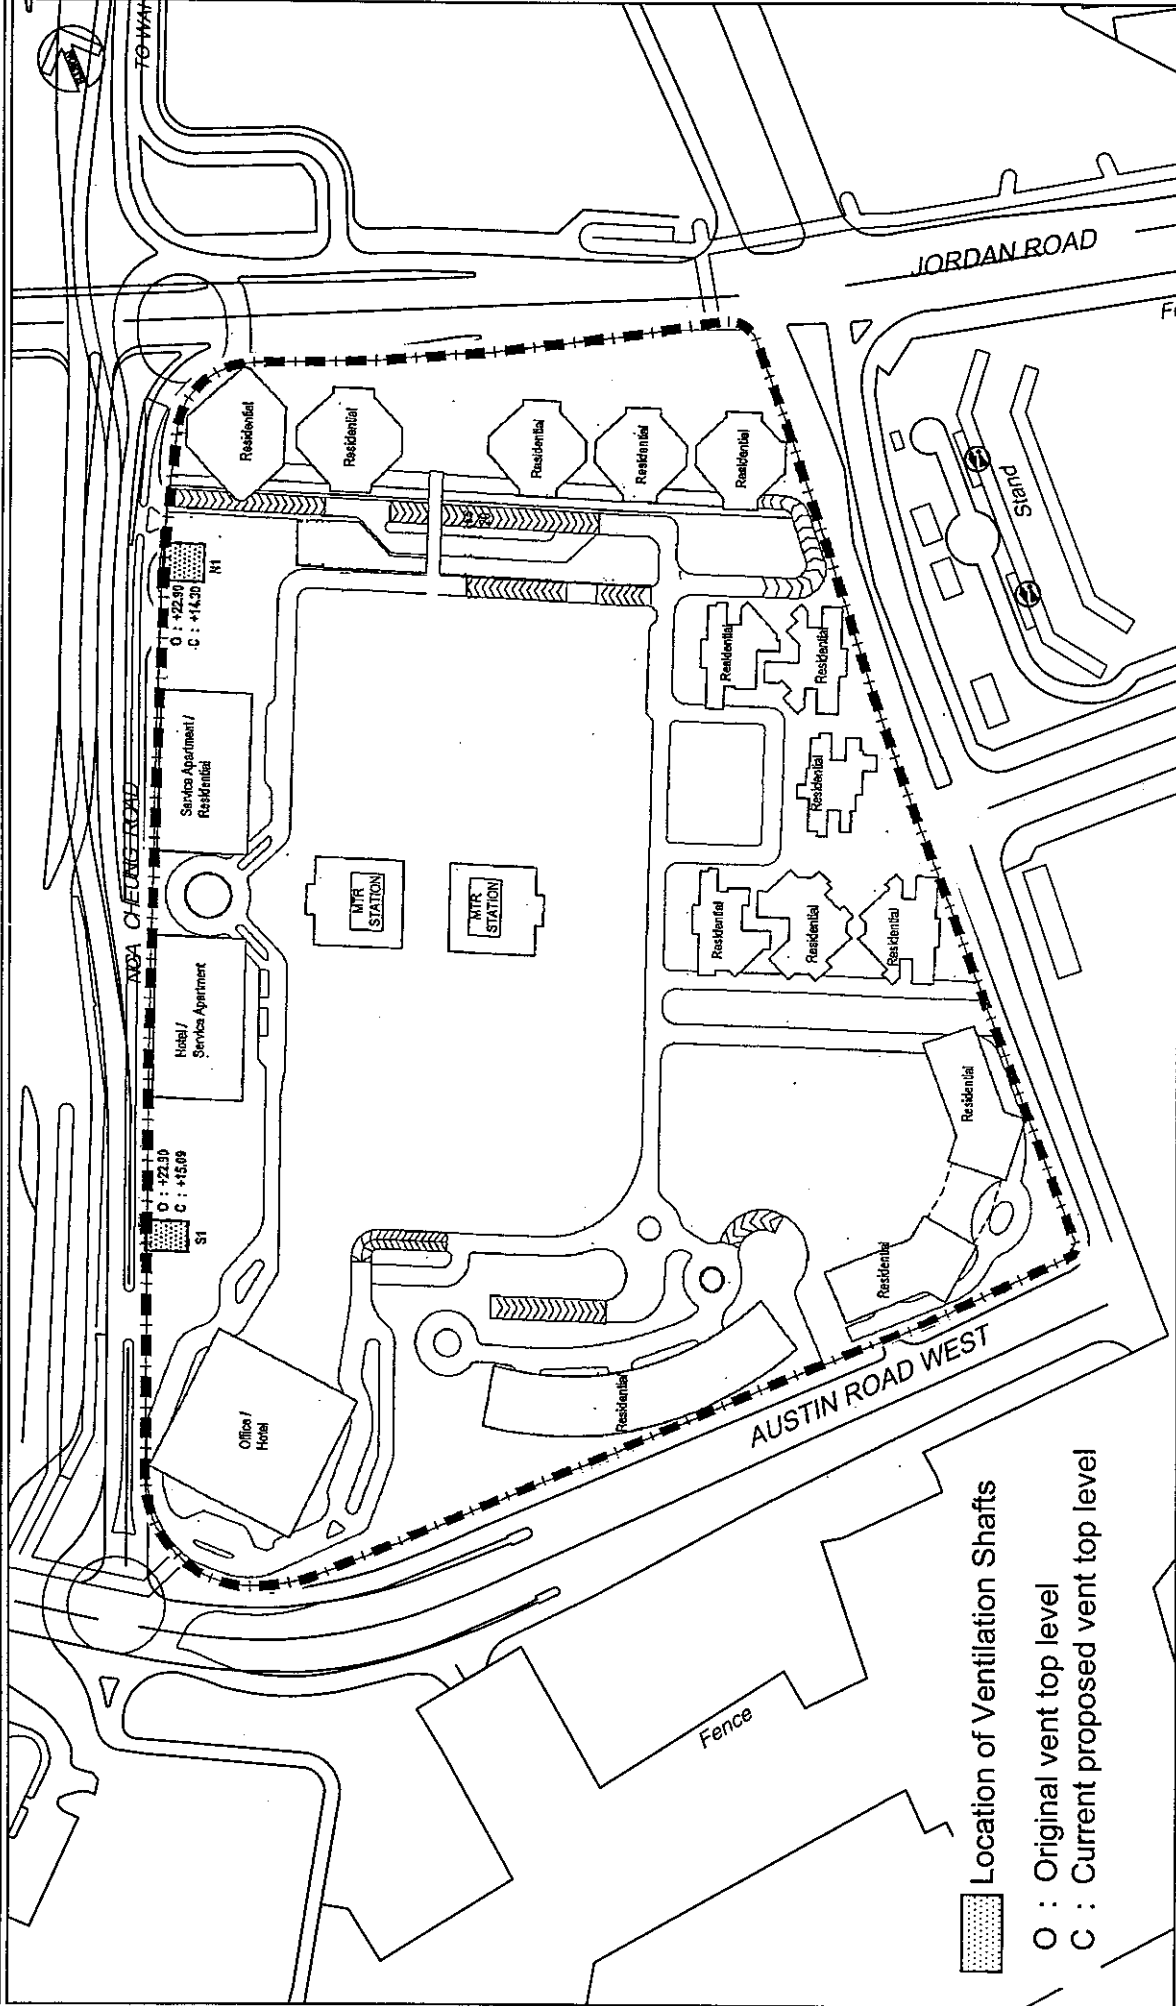 NORTH
JORDAN ROAD
Stand
Residential
Residential
Residential
Residential
Residential
N1
O : +22.90
C : +14.30
Service Apartment /
Residential
NGA CHEUNG ROAD
MTR
STATION
MTR
STATION
Residential
Residential
Residential
Residential
Residential
Residential
Hotel /
Service Apartment
Residential
Residential
O : +22.90
C : +15.09
S1
Office /
Hotel
Residential
AUSTIN ROAD WEST
Fence
Location of Ventilation Shafts
O : Original vent top level
C : Current proposed vent top level